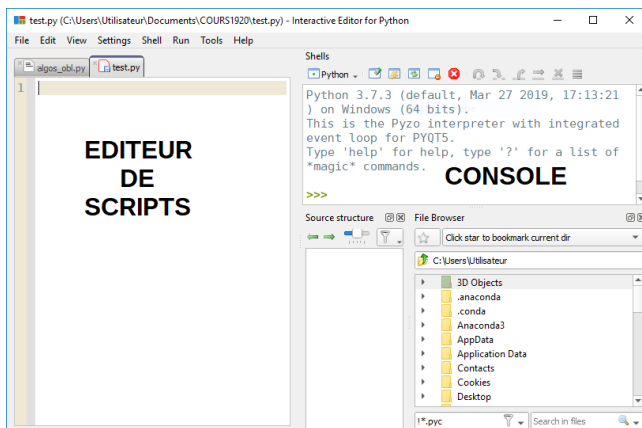 test.py (C:\Users\Utilisateur\Documents\COURS1920\test.py) - Interactive Editor for Python
File Edit View Settings Shell Run Tools Help
algos_obl.py test.py
1
EDITEUR
DE
SCRIPTS
Shells
Python
Python 3.7.3 (default, Mar 27 2019, 17:13:21
) on Windows (64 bits).
This is the Pyzo interpreter with integrated
event loop for PYQT5.
Type 'help' for help, type '?' for a list of
*magic* commands.
CONSOLE
>>>
Source structure
File Browser
Click star to bookmark current dir
C:\Users\Utilisateur
3D Objects
.anaconda
.conda
Anaconda3
AppData
Application Data
Contacts
Cookies
Desktop
!*.pyc
Search in files